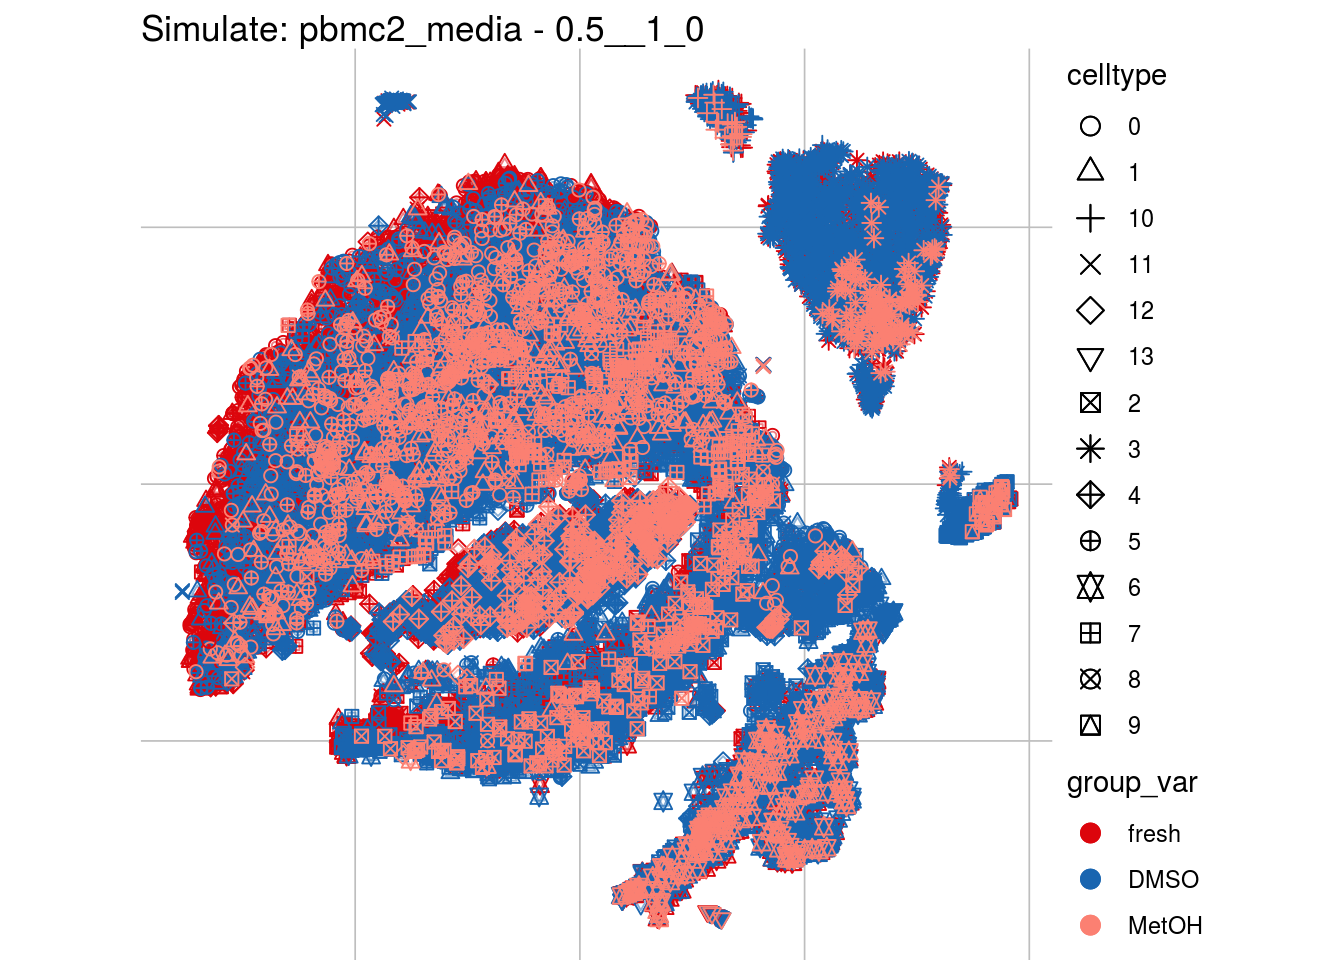 Simulate: pbmc2_media - 0.5__1_0
celltype
0
1
10
11
12
13
2
3
4
5
6
7
8
9
group_var
fresh
DMSO
MetOH